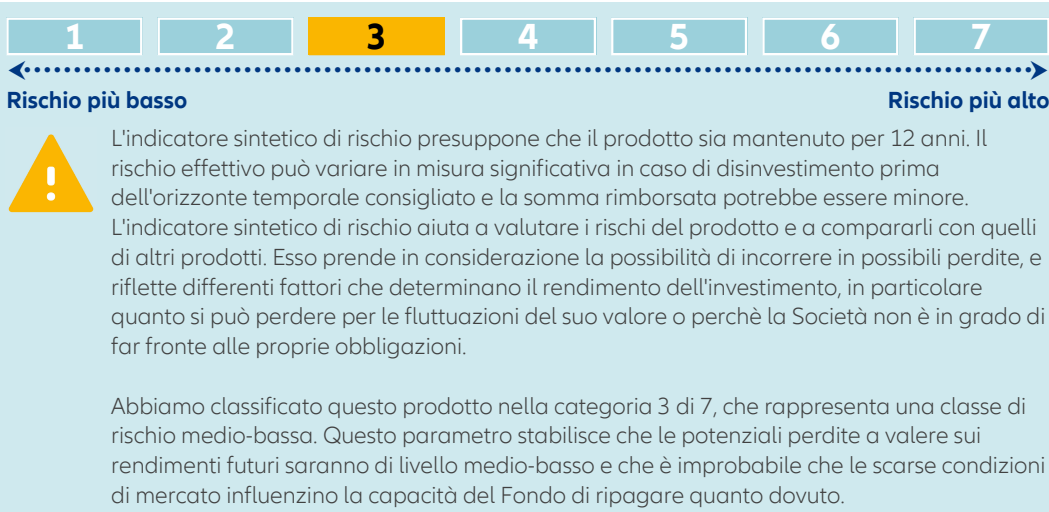 1 2 3 4 5 6 7
Rischio più basso Rischio più alto
L'indicatore sintetico di rischio presuppone che il prodotto sia mantenuto per 12 anni. Il
rischio effettivo può variare in misura significativa in caso di disinvestimento prima
dell'orizzonte temporale consigliato e la somma rimborsata potrebbe essere minore.
L'indicatore sintetico di rischio aiuta a valutare i rischi del prodotto e a compararli con quelli
di altri prodotti. Esso prende in considerazione la possibilità di incorrere in possibili perdite, e
riflette differenti fattori che determinano il rendimento dell'investimento, in particolare
quanto si può perdere per le fluttuazioni del suo valore o perchè la Società non è in grado di
far fronte alle proprie obbligazioni.
Abbiamo classificato questo prodotto nella categoria 3 di 7, che rappresenta una classe di
rischio medio-bassa. Questo parametro stabilisce che le potenziali perdite a valere sui
rendimenti futuri saranno di livello medio-basso e che è improbabile che le scarse condizioni
di mercato influenzino la capacità del Fondo di ripagare quanto dovuto.